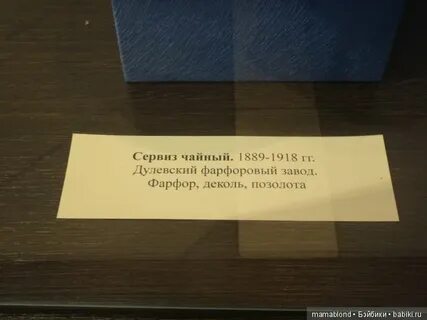 Сервиз чайный. 1889-1918 гг.
Дулевский фарфоровый завод.
Фарфор, деколь, позолота
mamablond • Бэйбики • babiki.ru